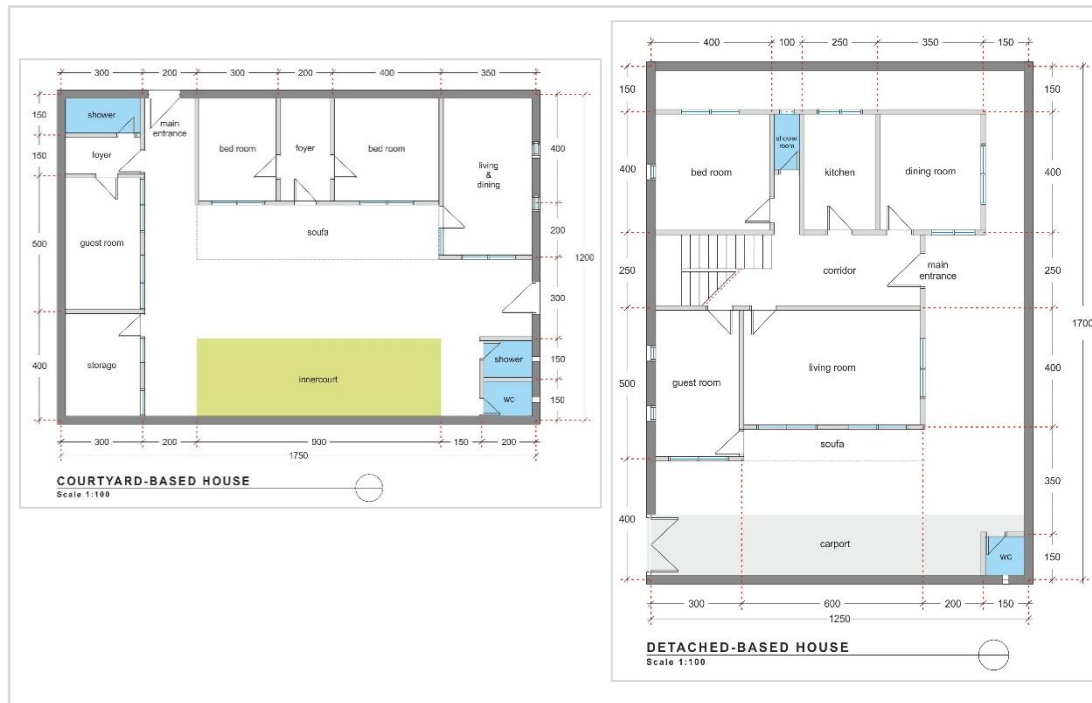 300 200 300 200 400 350
150
shower
main
entrance
150
foyer
bed room
foyer
bed room
living
&
dining
400
500
guest room
soufa
200
1200
300
400
storago
innercourt
shower
150
wc
150
300 200 900 150 200
1750
COURTYARD-BASED HOUSE
Scale 1:100
400 100 250 350 150
150
150
400
bed room
shower
room
kitchen
dining room
400
250
corridor
main
entrance
250
1700
500
guest room
living room
400
soufa
400
350
carport
wc
150
300 600 200 150
1250
DETACHED-BASED HOUSE
Scale 1:100